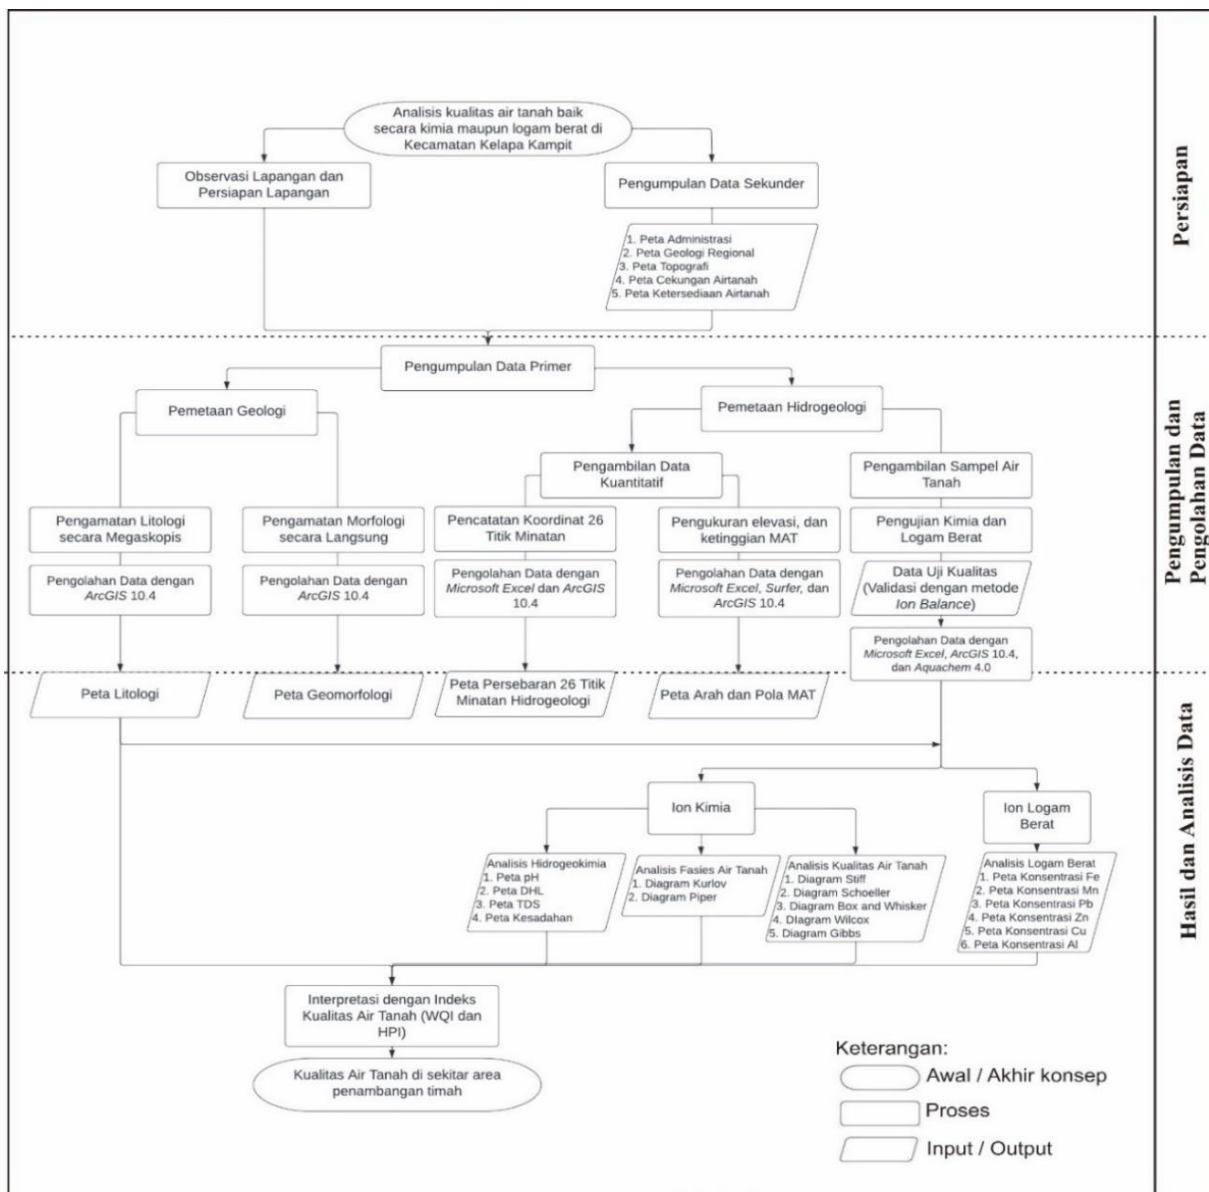 Analisis kualitas air tanah baik
secara kimia maupun logam berat di
Kecamatan Kelapa Kampit
Observasi Lapangan dan
Persiapan Lapangan
Pengumpulan Data Sekunder
1. Peta Administrasi
2. Peta Geologi Regional
3. Peta Topografi
4. Peta Cekungan Airtanah
5. Peta Ketersediaan Airtanah
Persiapan
Pengumpulan Data Primer
Pemetaan Geologi
Pemetaan Hidrogeologi
Pengambilan Data
Kuantitatif
Pengambilan Sampel Air
Tanah
Pengamatan Litologi
secara Megaskopis
Pengamatan Morfologi
secara Langsung
Pencatatan Koordinat 26
Titik Minatan
Pengukuran elevasi, dan
ketinggian MAT
Pengujian Kimia dan
Logam Berat
Pengolahan Data dengan
ArcGIS 10.4
Pengolahan Data dengan
ArcGIS 10.4
Pengolahan Data dengan
Microsoft Excel dan ArcGIS
10.4
Pengolahan Data dengan
Microsoft Excel, Surfer, dan
ArcGIS 10.4
Data Uji Kualitas
(Validasi dengan metode
Ion Balance)
Pengolahan Data dengan
Microsoft Excel, ArcGIS 10.4,
dan Aquachem 4.0
Pengumpulan dan
Pengolahan Data
Peta Litologi
Peta Geomorfologi
Peta Persebaran 26 Titik
Minatan Hidrogeologi
Peta Arah dan Pola MAT
Ion Kimia
Ion Logam
Berat
Analisis Hidrogeokimia
1. Peta pH
2. Peta DHL
3. Peta TDS
4. Peta Kesadahan
Analisis Fasies Air Tanah
1. Diagram Kurlov
2. Diagram Piper
Analisis Kualitas Air Tanah
1. Diagram Stiff
2. Diagram Schoeller
3. Diagram Box and Whisker
4. DIagram Wilcox
5. Diagram Gibbs
Analisis Logam Berat
1. Peta Konsentrasi Fe
2. Peta Konsentrasi Mn
3. Peta Konsentrasi Pb
4. Peta Konsentrasi Zn
5. Peta Konsentrasi Cu
6. Peta Konsentrasi Al
Hasil dan Analisis Data
Interpretasi dengan Indeks
Kualitas Air Tanah (WQI dan
HPI)
Kualitas Air Tanah di sekitar area
penambangan timah
Keterangan:
Awal / Akhir konsep
Proses
Input / Output